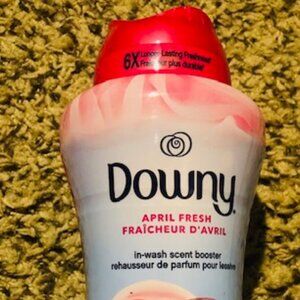 6X Longer-Lasting Freshness*
Fraîcheur plus durable*
Downy
APRIL FRESH
FRAÎCHEUR D'AVRIL
in-wash scent booster
rehausseur de parfum pour lessive